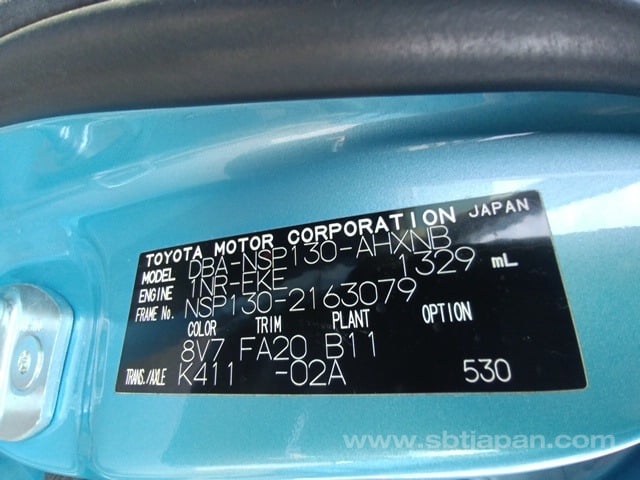 TOYOTA MOTOR CORPORATION JAPAN
MODEL DBA-NSP130-AHXNB
ENGINE 1NR-EKE 1329 mL
FRAME No. NSP130-2163079
COLOR TRIM PLANT OPTION
8V7 FA20 B11
TRANS./AXLE K411 -02A 530
www.sbtjapan.com